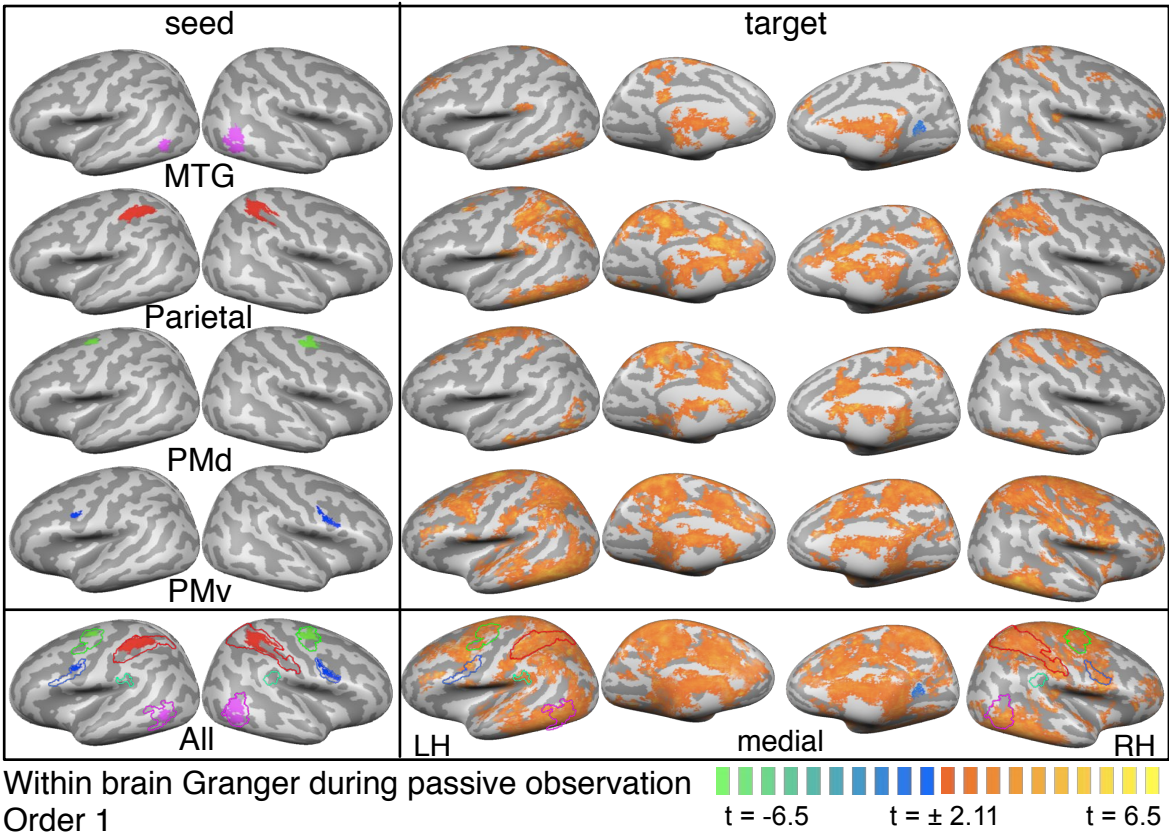 seed
target
MTG
Parietal
PMd
PMv
All
LH
medial
RH
Within brain Granger during passive observation
Order 1
t = -6.5
t = ± 2.11
t = 6.5